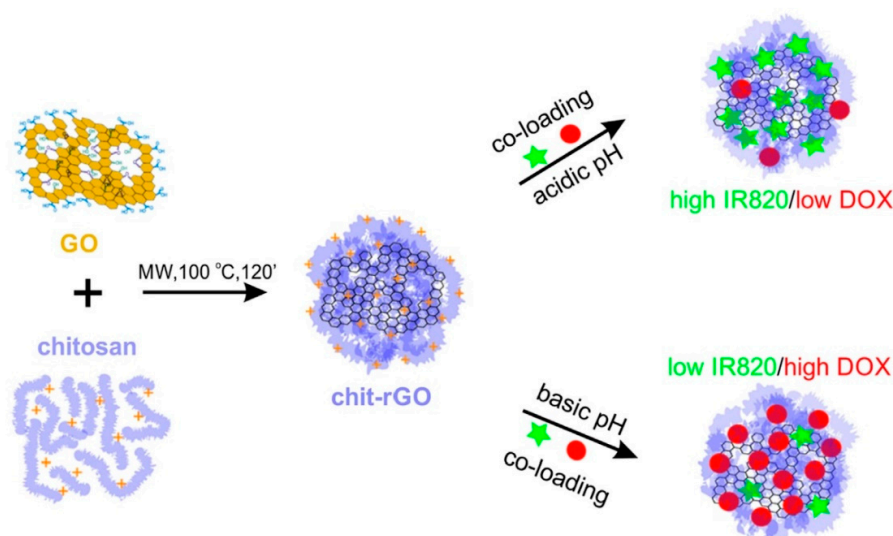 GO
+
chitosan
MW,100 °C,120'
chit-rGO
co-loading
acidic pH
high IR820/low DOX
basic pH
co-loading
low IR820/high DOX